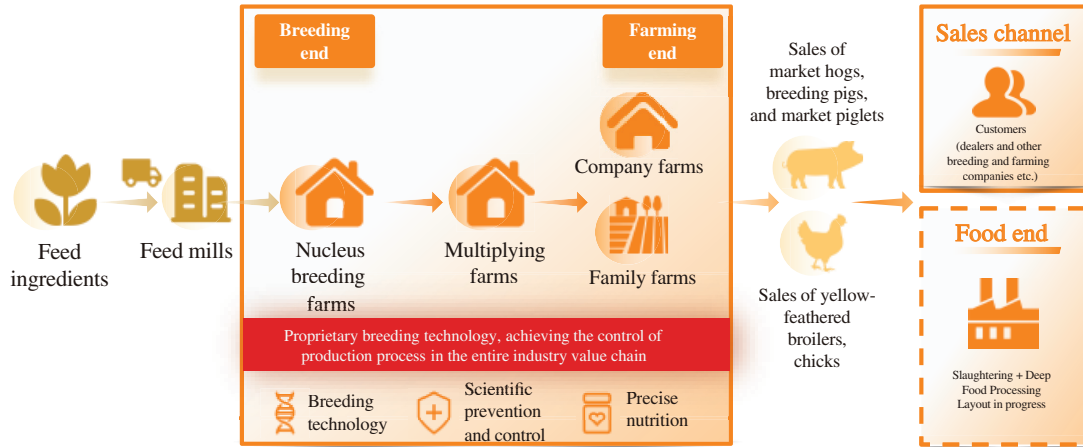 Feed
ingredients
Feed mills
Breeding
end
Farming
end
Nucleus
breeding
farms
Multiplying
farms
Company farms
Family farms
Proprietary breeding technology, achieving the control of
production process in the entire industry value chain
Breeding
technology
Scientific
prevention
and control
Precise
nutrition
Sales of
market hogs,
breeding pigs,
and market piglets
Sales of yellow-
feathered
broilers,
chicks
Sales channel
Customers
(dealers and other
breeding and farming
companies etc.)
Food end
Slaughtering + Deep
Food Processing
Layout in progress